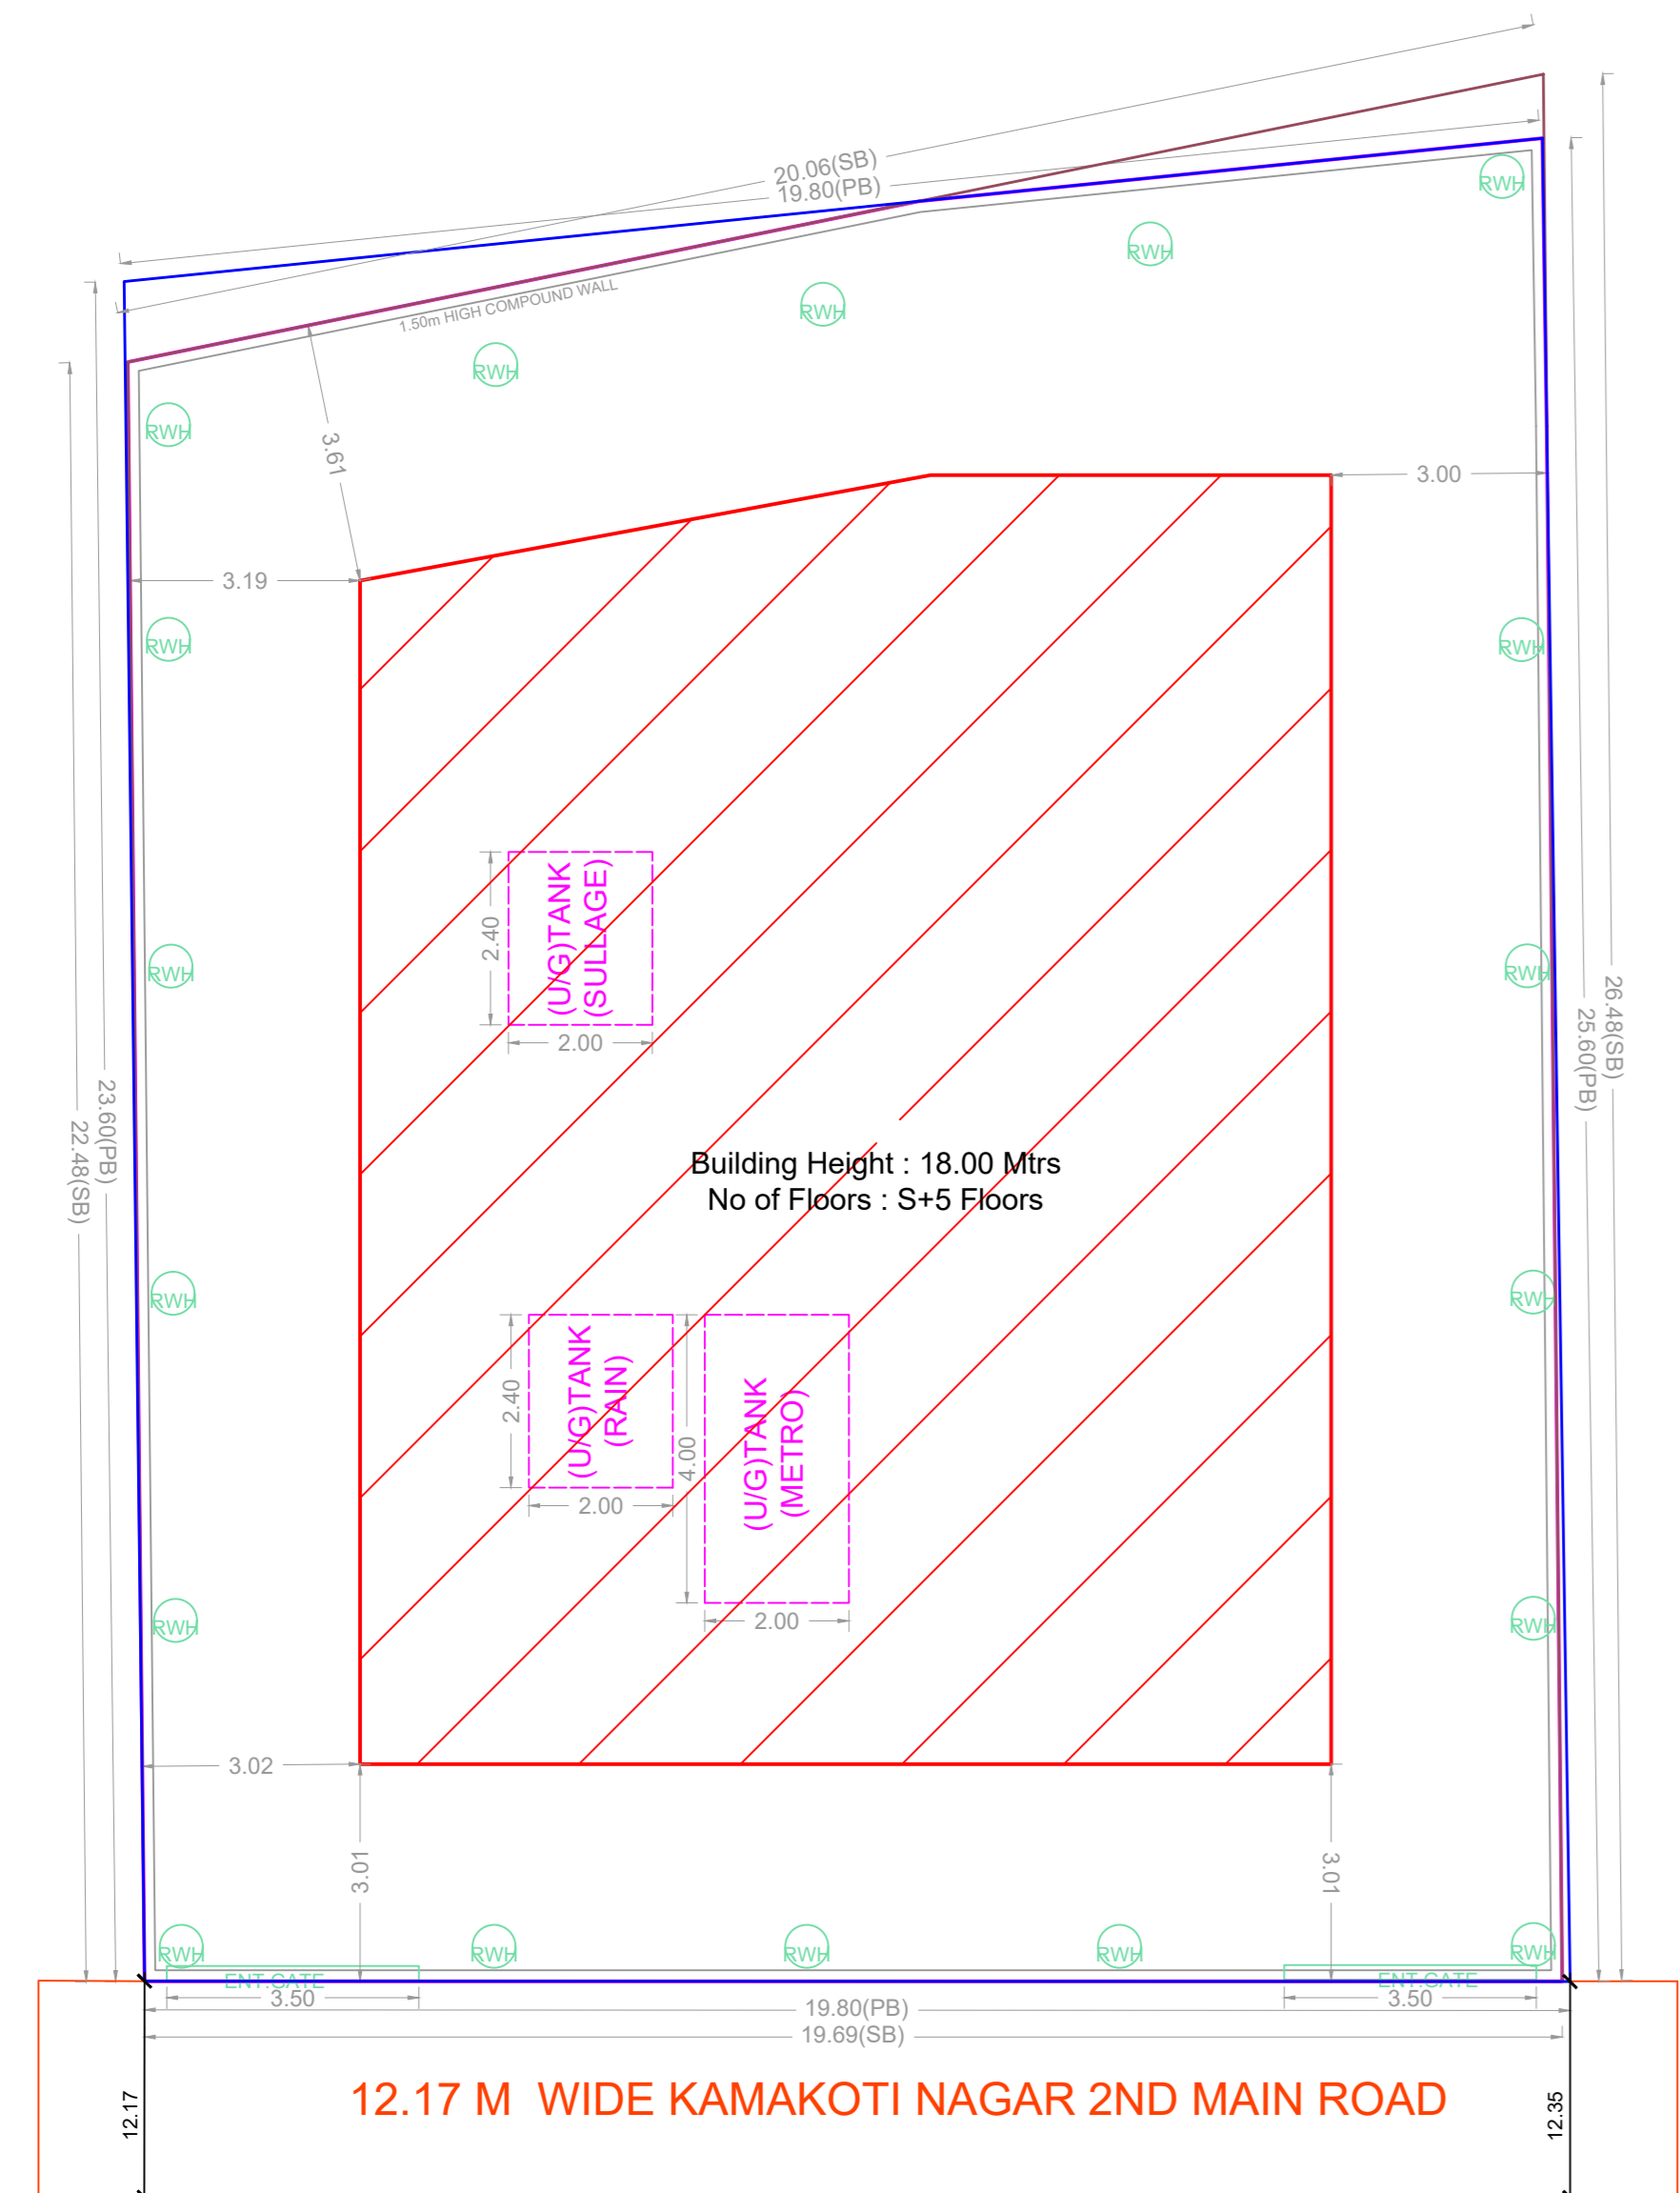 20.06(SB)
19.80(PB)
RWH
RWH
1.50m HIGH COMPOUND WALL
RWH
RWH
RWH
3.61
3.00
3.19
RWH
RWH
(U/G)TANK
(SULLAGE)
2.40
2.00
RWH
RWH
26.48(SB)
25.60(PB)
23.60(PB)
22.48(SB)
Building Height : 18.00 Mtrs
No of Floors : S+5 Floors
RWH
RWH
(U/G)TANK
(RAIN)
2.40
2.00
4.00
(U/G)TANK
(METRO)
2.00
RWH
RWH
3.02
3.01
3.01
RWH
RWH
RWH
RWH
RWH
ENT.GATE
ENT.GATE
3.50
3.50
19.80(PB)
19.69(SB)
12.17
12.17 M WIDE KAMAKOTI NAGAR 2ND MAIN ROAD
12.35